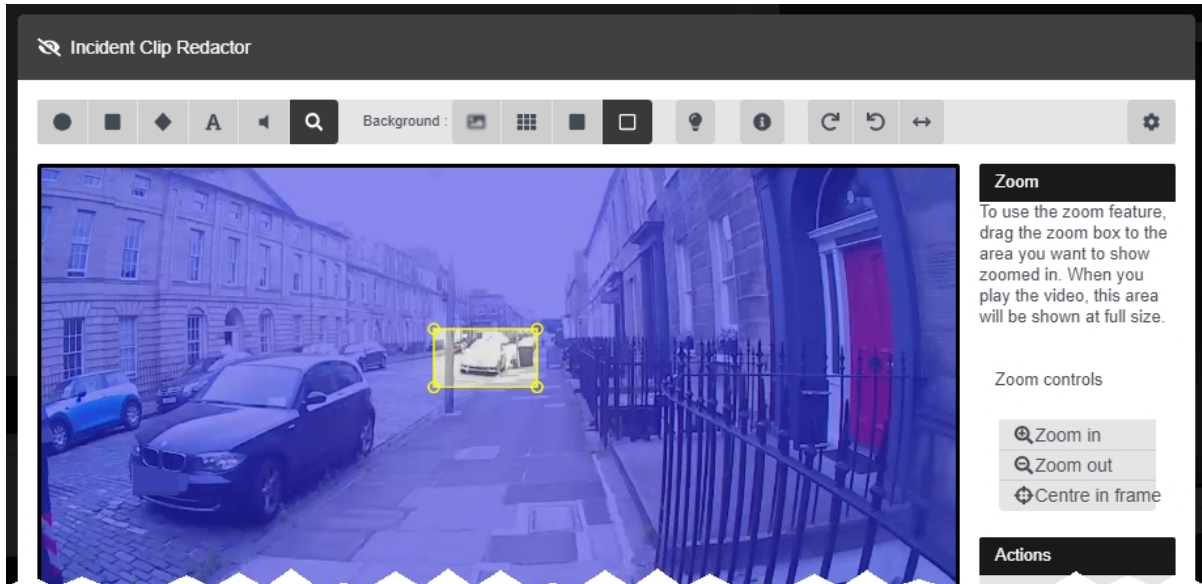 Incident Clip Redactor
A
Background :
Zoom
To use the zoom feature,
drag the zoom box to the
area you want to show
zoomed in. When you
play the video, this area
will be shown at full size.
Zoom controls
Zoom in
Zoom out
Centre in frame
Actions